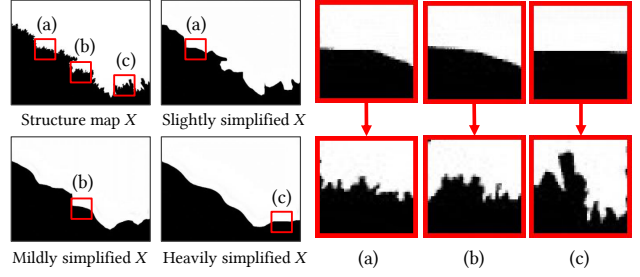 (a)
(b)
(c)
Structure map X
(a)
Slightly simplified X
(b)
Mildly simplified X
(c)
Heavily simplified X
(a)
(b)
(c)